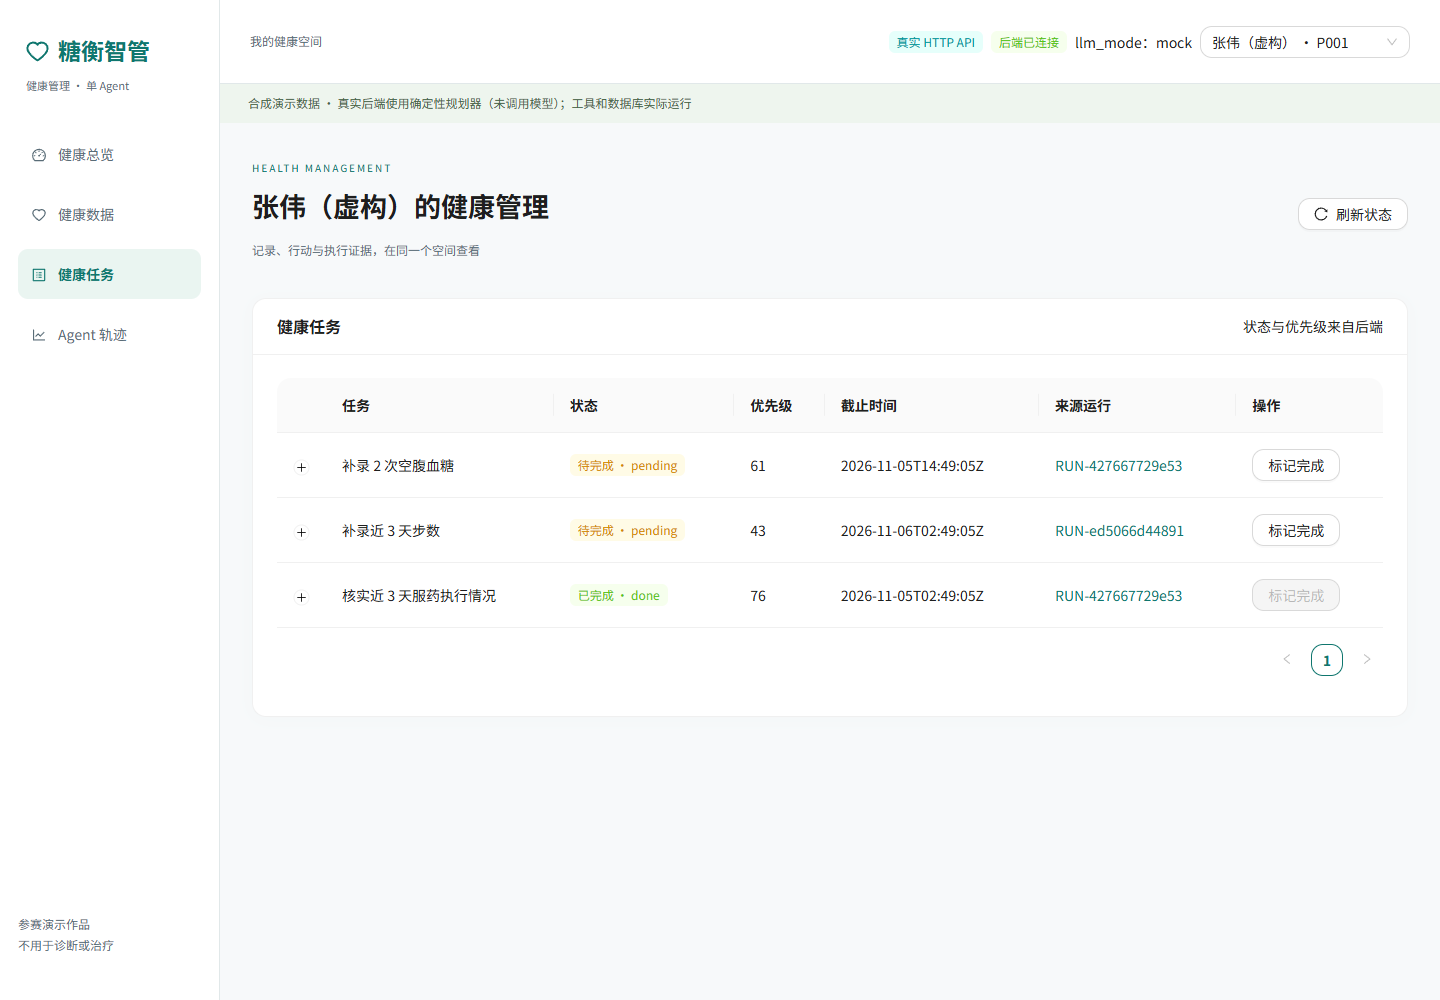 糖衡智管
健康管理 · 单 Agent
健康总览
健康数据
健康任务
Agent 轨迹
参赛演示作品
不用于诊断或治疗
我的健康空间
真实 HTTP API
后端已连接
llm_mode：mock
张伟（虚构） · P001
合成演示数据 · 真实后端使用确定性规划器（未调用模型）；工具和数据库实际运行
HEALTH MANAGEMENT
张伟（虚构）的健康管理
记录、行动与执行证据，在同一个空间查看
刷新状态
健康任务
状态与优先级来自后端
任务 状态 优先级 截止时间 来源运行 操作
补录 2 次空腹血糖 待完成 · pending 61 2026-11-05T14:49:05Z RUN-427667729e53 标记完成
补录近 3 天步数 待完成 · pending 43 2026-11-06T02:49:05Z RUN-ed5066d44891 标记完成
核实近 3 天服药执行情况 已完成 · done 76 2026-11-05T02:49:05Z RUN-427667729e53 标记完成
1